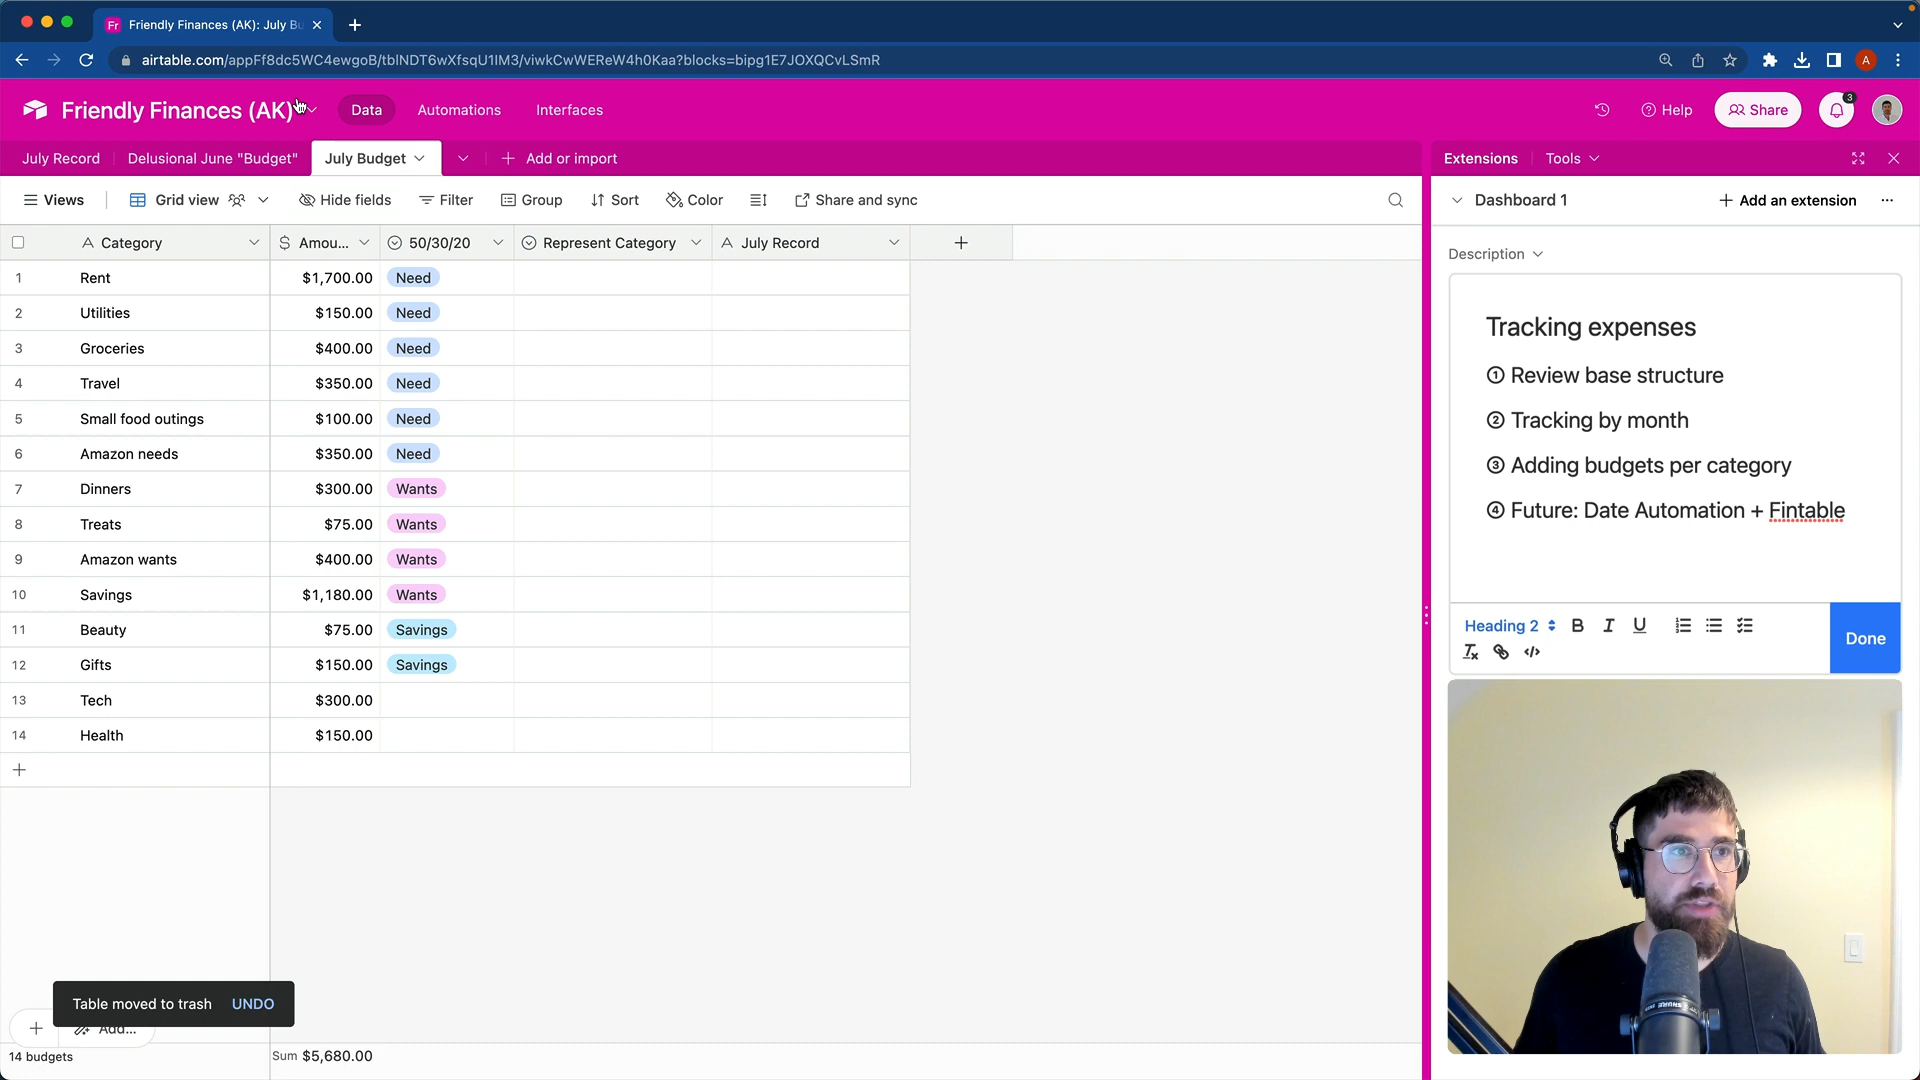 Fr Friendly Finances (AK): July Bu
airtable.com/appFf8dc5WC4ewgoB/tblNDT6wXfsqU1IM3/viwkCwWEReW4h0Kaa?blocks=bipg1E7JOXQCvLSmR
A
Friendly Finances (AK)
Data
Automations
Interfaces
Help
Share
3
July Record
Delusional June "Budget"
July Budget
Add or import
Extensions
Tools
Views
Grid view
Hide fields
Filter
Group
Sort
Color
Share and sync
Dashboard 1
Add an extension
Category
Amou...
50/30/20
Represent Category
July Record
1 Rent $1,700.00 Need
2 Utilities $150.00 Need
3 Groceries $400.00 Need
4 Travel $350.00 Need
5 Small food outings $100.00 Need
6 Amazon needs $350.00 Need
7 Dinners $300.00 Wants
8 Treats $75.00 Wants
9 Amazon wants $400.00 Wants
10 Savings $1,180.00 Wants
11 Beauty $75.00 Savings
12 Gifts $150.00 Savings
13 Tech $300.00
14 Health $150.00
Table moved to trash UNDO
Add...
14 budgets
Sum $5,680.00
Description
Tracking expenses
① Review base structure
② Tracking by month
③ Adding budgets per category
④ Future: Date Automation + Fintable
Heading 2
B I U
Done